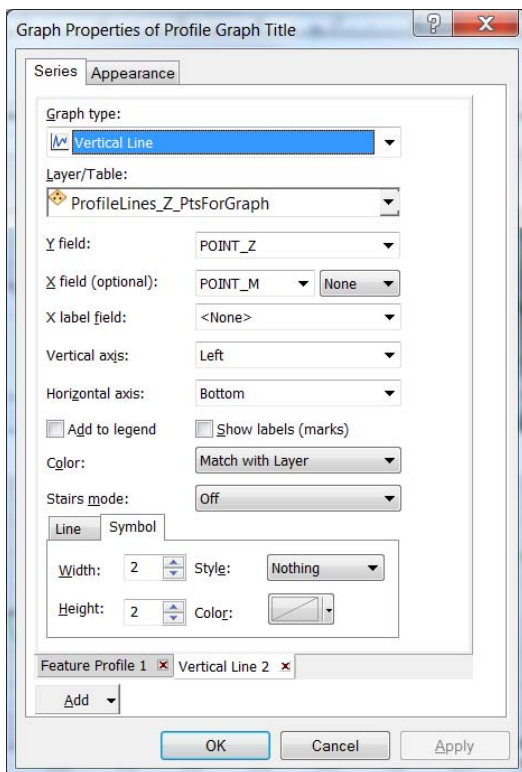 Graph Properties of Profile Graph Title
Series Appearance
Graph type:
Vertical Line
Layer/Table:
ProfileLines_Z_PtsForGraph
Y field: POINT_Z
X field (optional): POINT_M None
X label field: <None>
Vertical axis: Left
Horizontal axis: Bottom
Add to legend Show labels (marks)
Color: Match with Layer
Stairs mode: Off
Line Symbol
Width: 2 Style: Nothing
Height: 2 Color:
Feature Profile 1 Vertical Line 2
Add
OK Cancel Apply